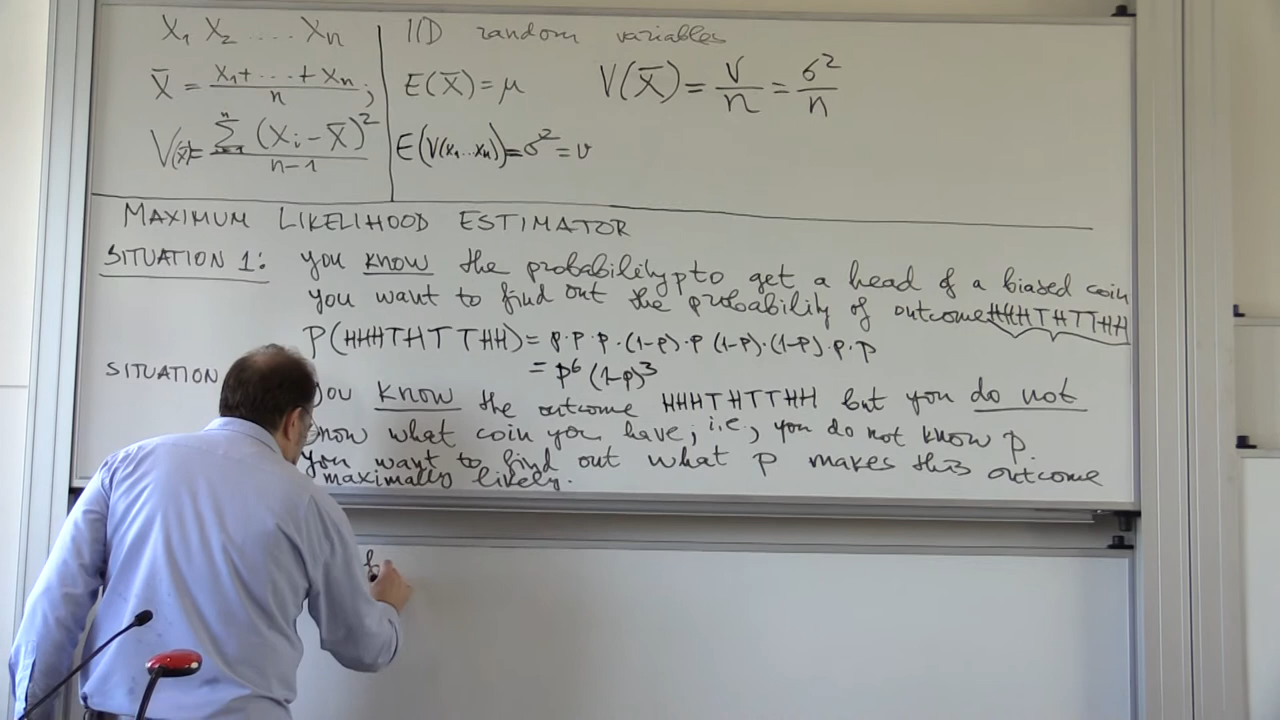 X₁ X₂ .... Xₙ | IID random variables
X̄ = (X₁+...+Xₙ)/n ; E(X̄)=μ V(X̄)=v/n=σ²/n
V(x̄)= Σⁿ (Xᵢ-X̄)²/(n-1) E(V(x₁...xₙ))=σ²=v
MAXIMUM LIKELIHOOD ESTIMATOR
SITUATION 1: you know the probability p to get a head of a biased coin
you want to find out the probability of outcome HHHTHTTHH
P(HHHTHTTHH)= p·p·p·(1-p)·p(1-p)·(1-p)·p·p
= p⁶(1-p)³
SITUATION you know the outcome HHHTHTTHH but you do not
know what coin you have; i.e., you do not know p.
you want to find out what p makes this outcome
maximally likely.